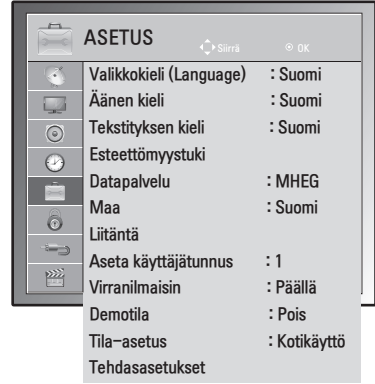 ASETUS
Siirrä OK
Valikkokieli (Language) : Suomi
Äänen kieli : Suomi
Tekstityksen kieli : Suomi
Esteettömyystuki
Datapalvelu : MHEG
Maa : Suomi
Liitäntä
Aseta käyttäjätunnus : 1
Virranilmaisin : Päällä
Demotila : Pois
Tila-asetus : Kotikäyttö
Tehdasasetukset